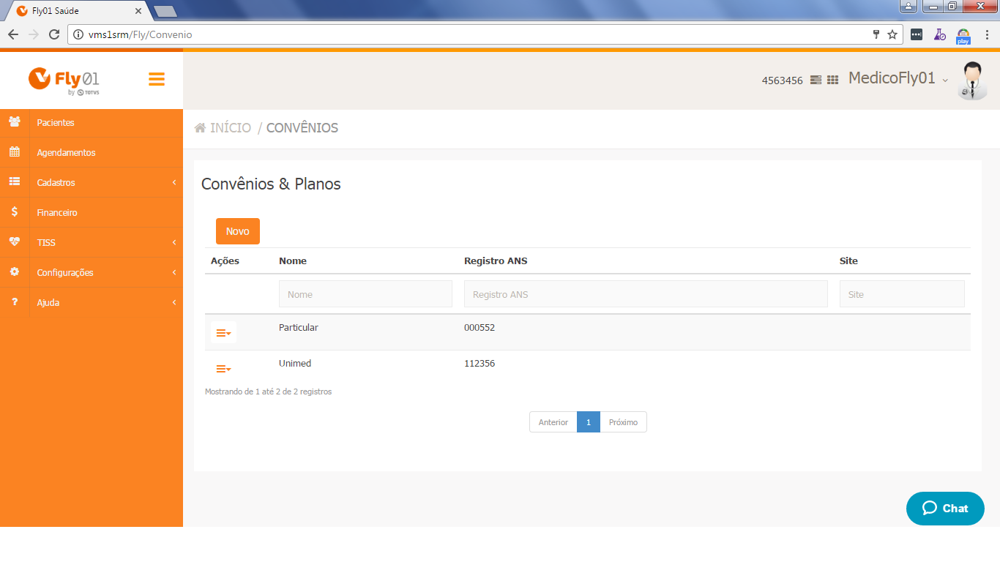 Fly01 Saúde
vms1srm/Fly/Convenio
play
Fly01
by TOTVS
4563456
MedicoFly01
Pacientes
Agendamentos
Cadastros
Financeiro
TISS
Configurações
Ajuda
INÍCIO / CONVÊNIOS
Convênios & Planos
Novo
Ações Nome Registro ANS Site
Nome Registro ANS Site
Particular 000552
Unimed 112356
Mostrando de 1 até 2 de 2 registros
Anterior 1 Próximo
Chat